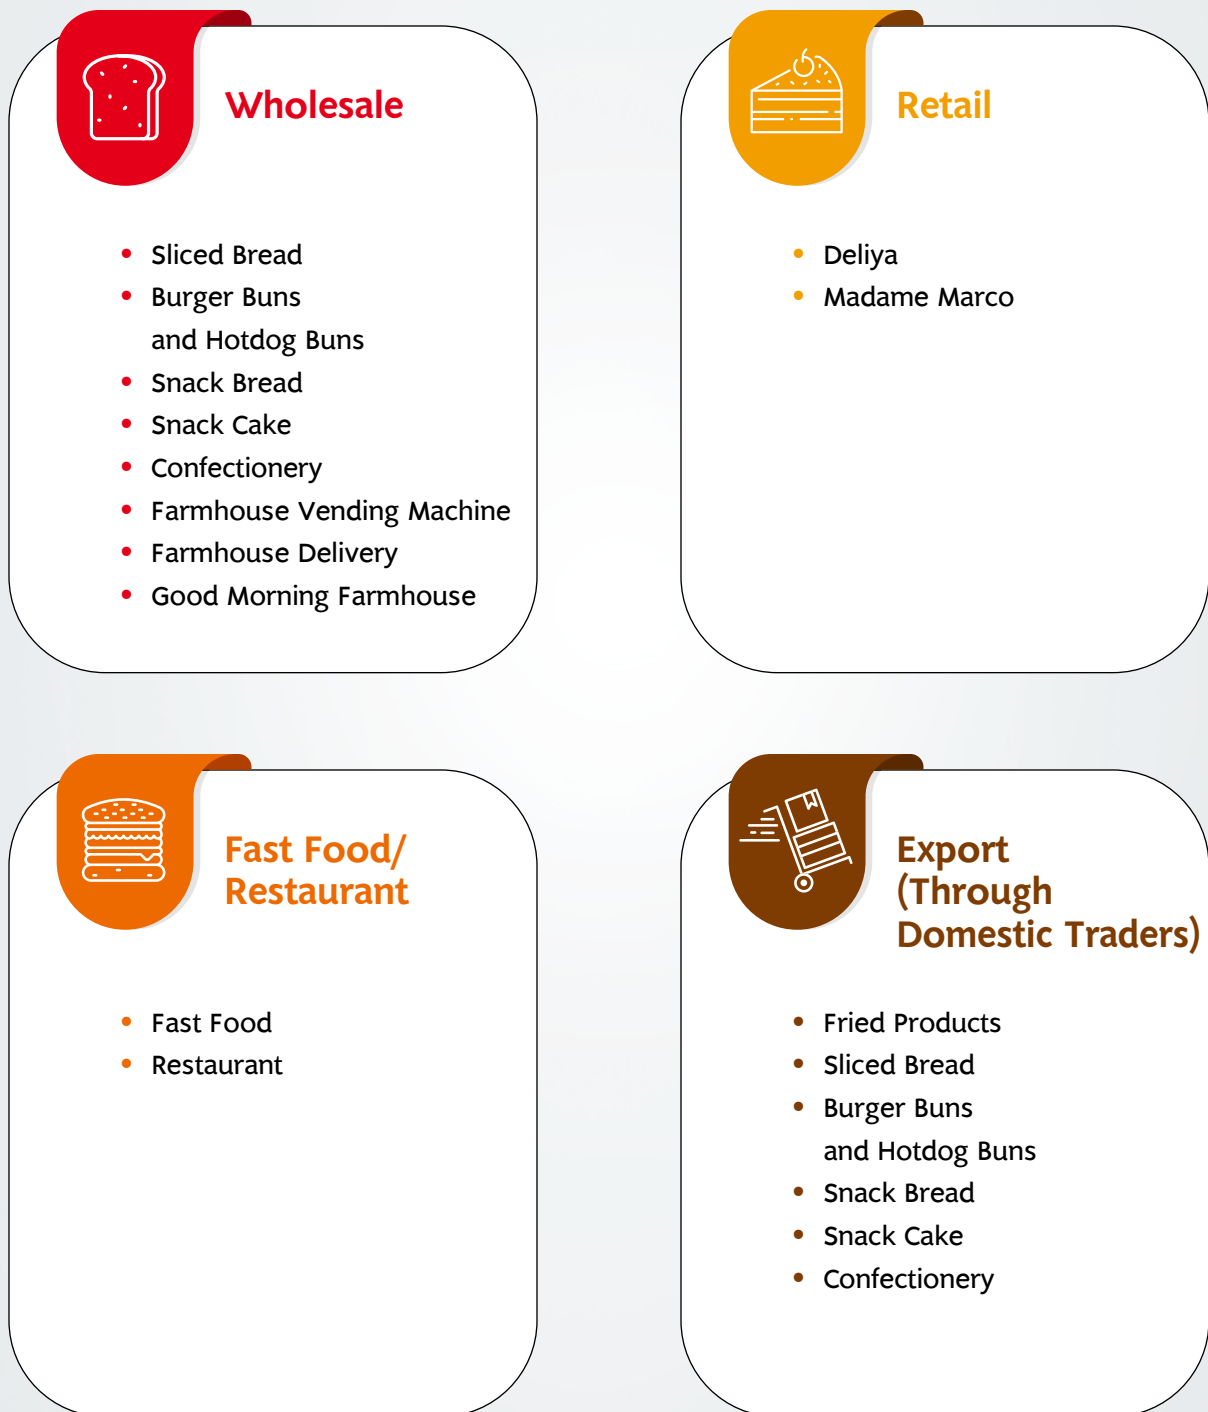 Wholesale
• Sliced Bread
• Burger Buns
and Hotdog Buns
• Snack Bread
• Snack Cake
• Confectionery
• Farmhouse Vending Machine
• Farmhouse Delivery
• Good Morning Farmhouse
Retail
• Deliya
• Madame Marco
Fast Food/
Restaurant
• Fast Food
• Restaurant
Export
(Through
Domestic Traders)
• Fried Products
• Sliced Bread
• Burger Buns
and Hotdog Buns
• Snack Bread
• Snack Cake
• Confectionery